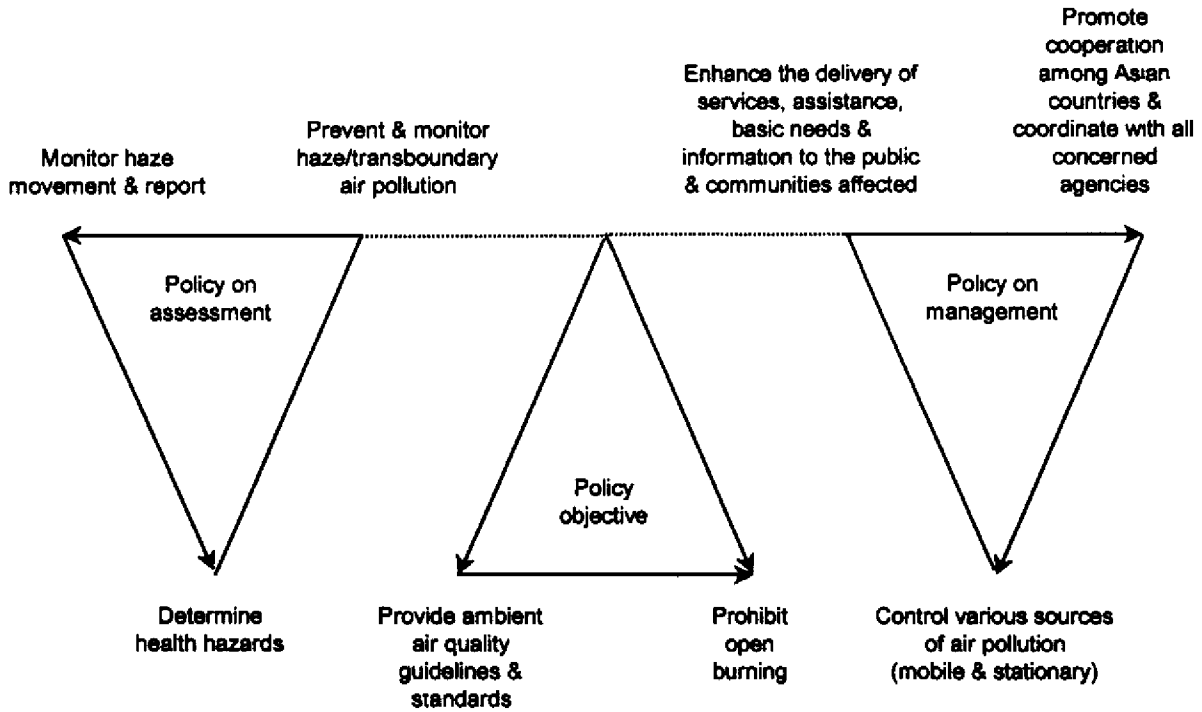 Monitor haze
movement & report
Prevent & monitor
haze/transboundary
air pollution
Enhance the delivery of
services, assistance,
basic needs &
information to the public
& communities affected
Promote
cooperation
among Asian
countries &
coordinate with all
concerned
agencies
Policy on
assessment
Policy
objective
Policy on
management
Determine
health hazards
Provide ambient
air quality
guidelines &
standards
Prohibit
open
burning
Control various sources
of air pollution
(mobile & stationary)